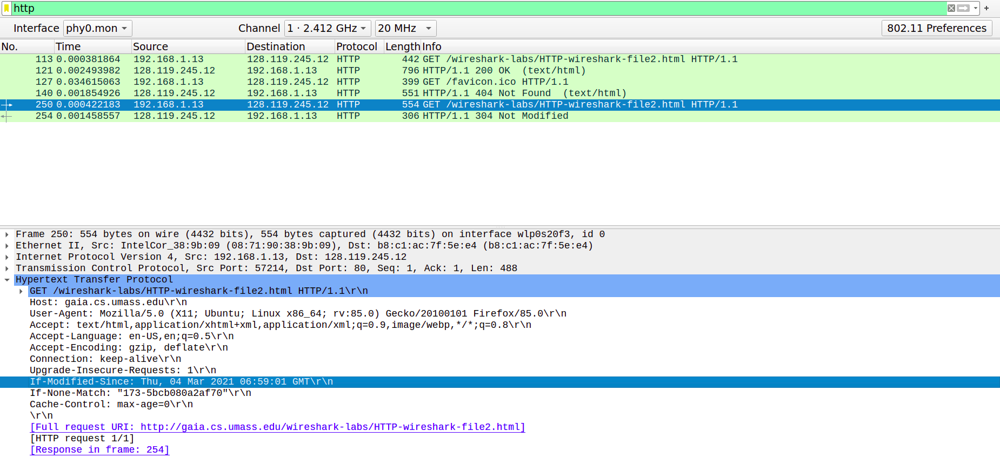 http
Interface phy0.mon Channel 1 · 2.412 GHz 20 MHz 802.11 Preferences
No. Time Source Destination Protocol Length Info
113 0.000381864 192.168.1.13 128.119.245.12 HTTP 442 GET /wireshark-labs/HTTP-wireshark-file2.html HTTP/1.1
121 0.002493982 128.119.245.12 192.168.1.13 HTTP 796 HTTP/1.1 200 OK  (text/html)
127 0.034615063 192.168.1.13 128.119.245.12 HTTP 399 GET /favicon.ico HTTP/1.1
140 0.001854926 128.119.245.12 192.168.1.13 HTTP 551 HTTP/1.1 404 Not Found  (text/html)
250 0.000422183 192.168.1.13 128.119.245.12 HTTP 554 GET /wireshark-labs/HTTP-wireshark-file2.html HTTP/1.1
254 0.001458557 128.119.245.12 192.168.1.13 HTTP 306 HTTP/1.1 304 Not Modified
Frame 250: 554 bytes on wire (4432 bits), 554 bytes captured (4432 bits) on interface wlp0s20f3, id 0
Ethernet II, Src: IntelCor_38:9b:09 (08:71:90:38:9b:09), Dst: b8:c1:ac:7f:5e:e4 (b8:c1:ac:7f:5e:e4)
Internet Protocol Version 4, Src: 192.168.1.13, Dst: 128.119.245.12
Transmission Control Protocol, Src Port: 57214, Dst Port: 80, Seq: 1, Ack: 1, Len: 488
Hypertext Transfer Protocol
GET /wireshark-labs/HTTP-wireshark-file2.html HTTP/1.1\r\n
Host: gaia.cs.umass.edu\r\n
User-Agent: Mozilla/5.0 (X11; Ubuntu; Linux x86_64; rv:85.0) Gecko/20100101 Firefox/85.0\r\n
Accept: text/html,application/xhtml+xml,application/xml;q=0.9,image/webp,*/*;q=0.8\r\n
Accept-Language: en-US,en;q=0.5\r\n
Accept-Encoding: gzip, deflate\r\n
Connection: keep-alive\r\n
Upgrade-Insecure-Requests: 1\r\n
If-Modified-Since: Thu, 04 Mar 2021 06:59:01 GMT\r\n
If-None-Match: "173-5bcb080a2af70"\r\n
Cache-Control: max-age=0\r\n
\r\n
[Full request URI: http://gaia.cs.umass.edu/wireshark-labs/HTTP-wireshark-file2.html]
[HTTP request 1/1]
[Response in frame: 254]